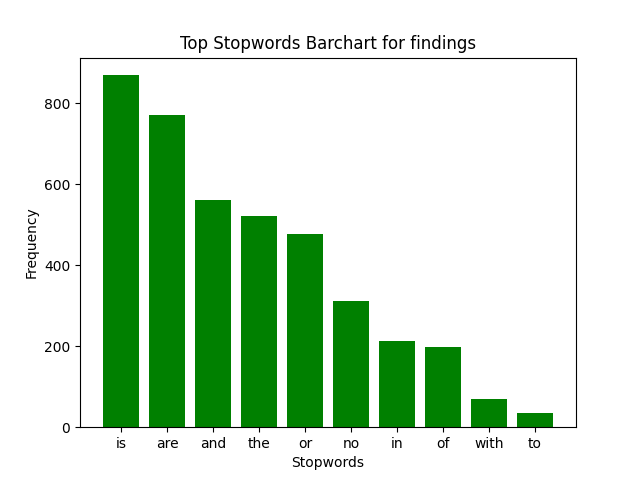 Top Stopwords Barchart for findings
Frequency
800
600
400
200
0
is are and the or no in of with to
Stopwords